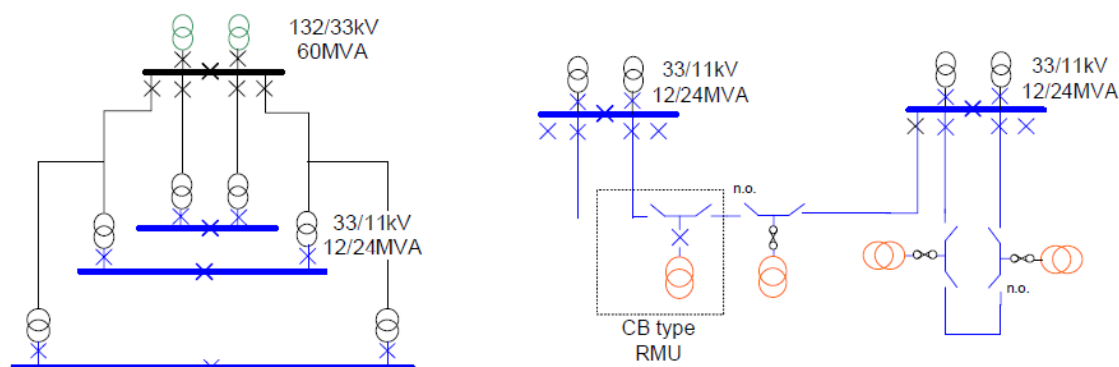 132/33kV
60MVA
33/11kV
12/24MVA
33/11kV
12/24MVA
n.o.
CB type
RMU
33/11kV
12/24MVA
n.o.